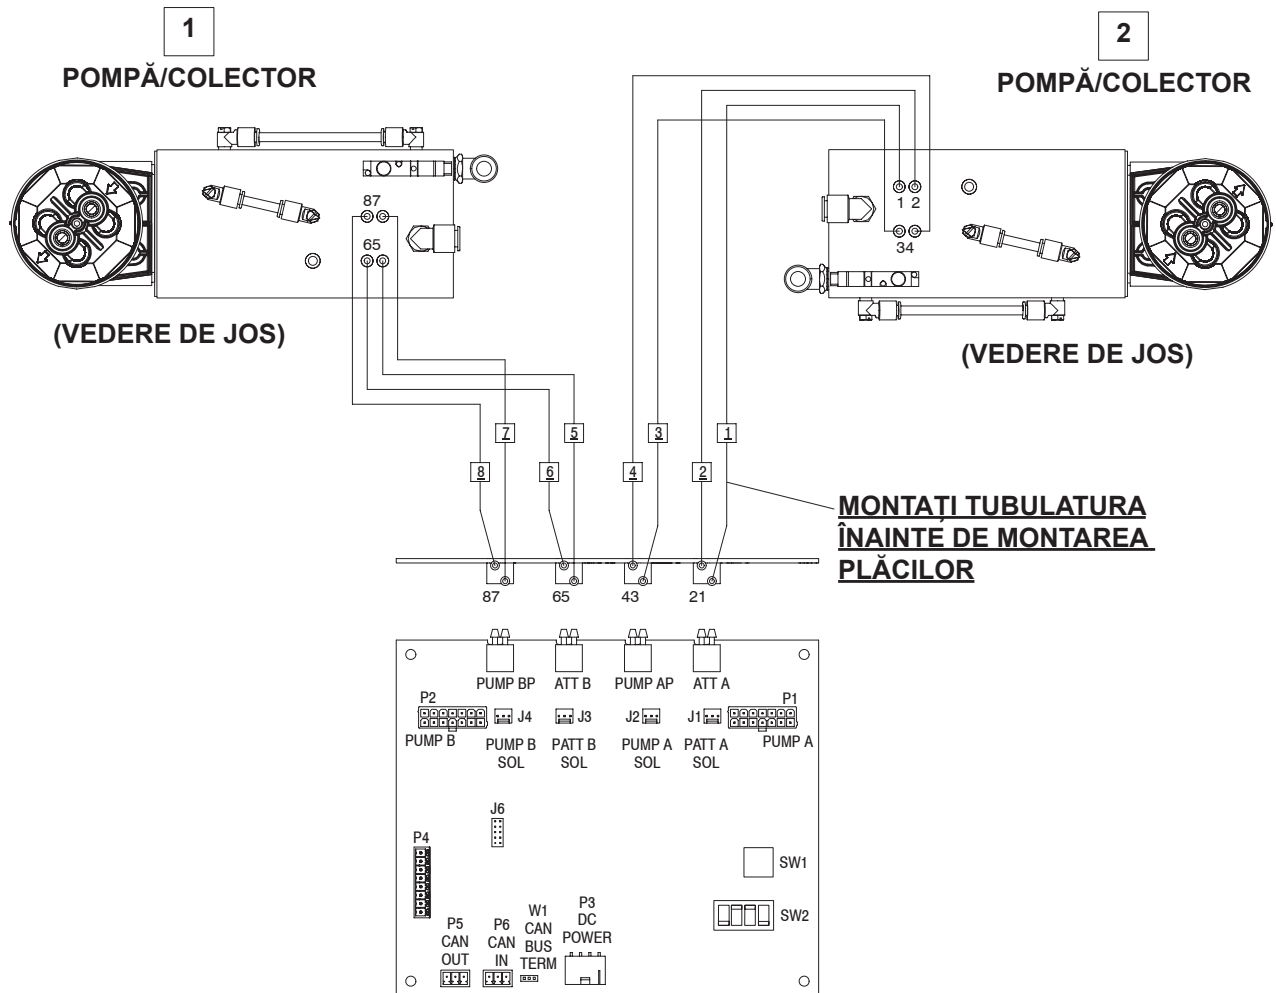 1
POMPĂ/COLECTOR
2
POMPĂ/COLECTOR
87
65
1 2
34
(VEDERE DE JOS)
(VEDERE DE JOS)
7
5
3
1
8
6
4
2
MONTAȚI TUBULATURA
ÎNAINTE DE MONTAREA
PLĂCILOR
87
65
43
21
PUMP BP
ATT B
PUMP AP
ATT A
P2
J4
J3
J2
J1
P1
PUMP B
PUMP B
SOL
PATT B
SOL
PUMP A
SOL
PATT A
SOL
PUMP A
J6
P4
SW1
SW2
P5
CAN
OUT
P6
CAN
IN
W1
CAN
BUS
TERM
P3
DC
POWER